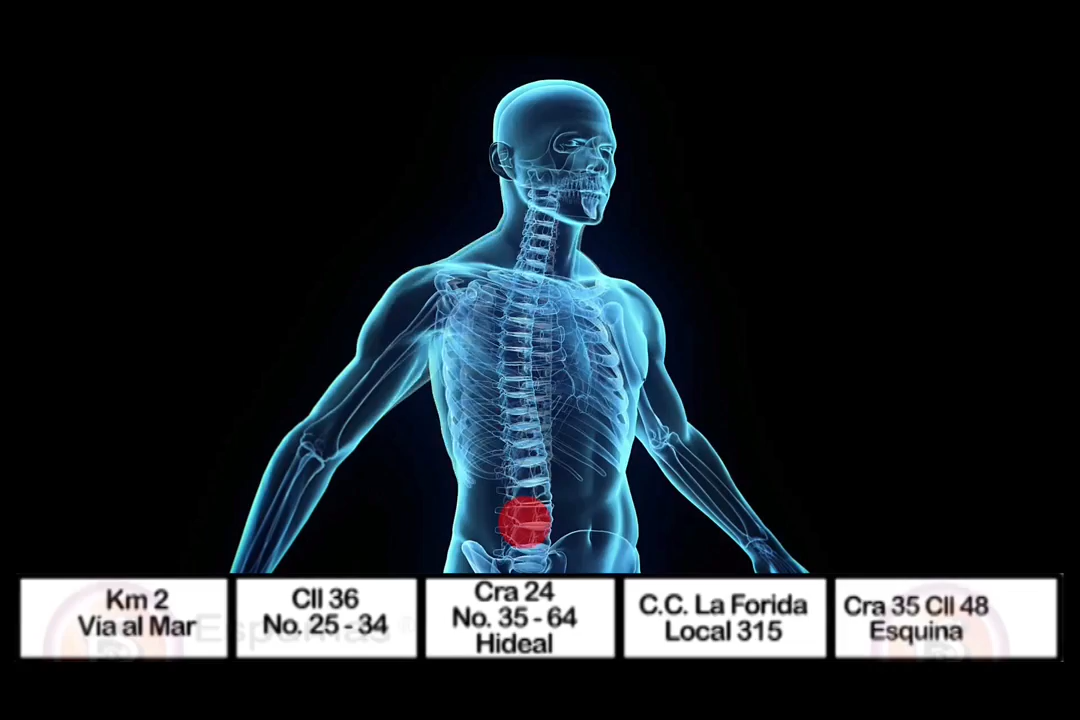 Km 2
Via al Mar
Cll 36
No. 25 - 34
Cra 24
No. 35 - 64
Hideal
C.C. La Forida
Local 315
Cra 35 Cll 48
Esquina
Espumas